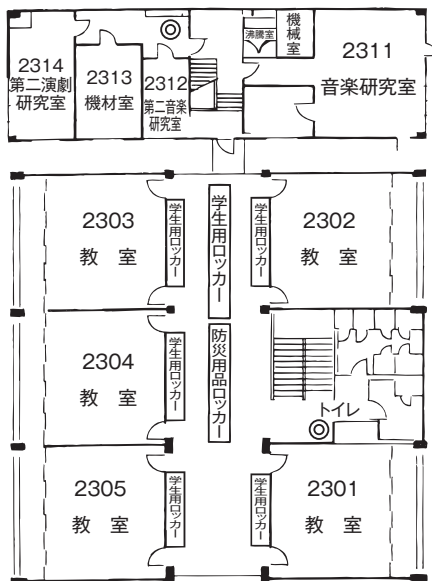 2314
第二演劇
研究室
2313
機材室
2312
第二音楽
研究室
沸騰室
機械室
2311
音楽研究室
2303
教 室
学生用ロッカー
学生用ロッカー
学生用ロッカー
2302
教 室
2304
教 室
学生用ロッカー
防災用品ロッカー
トイレ
2305
教 室
学生用ロッカー
学生用ロッカー
2301
教 室